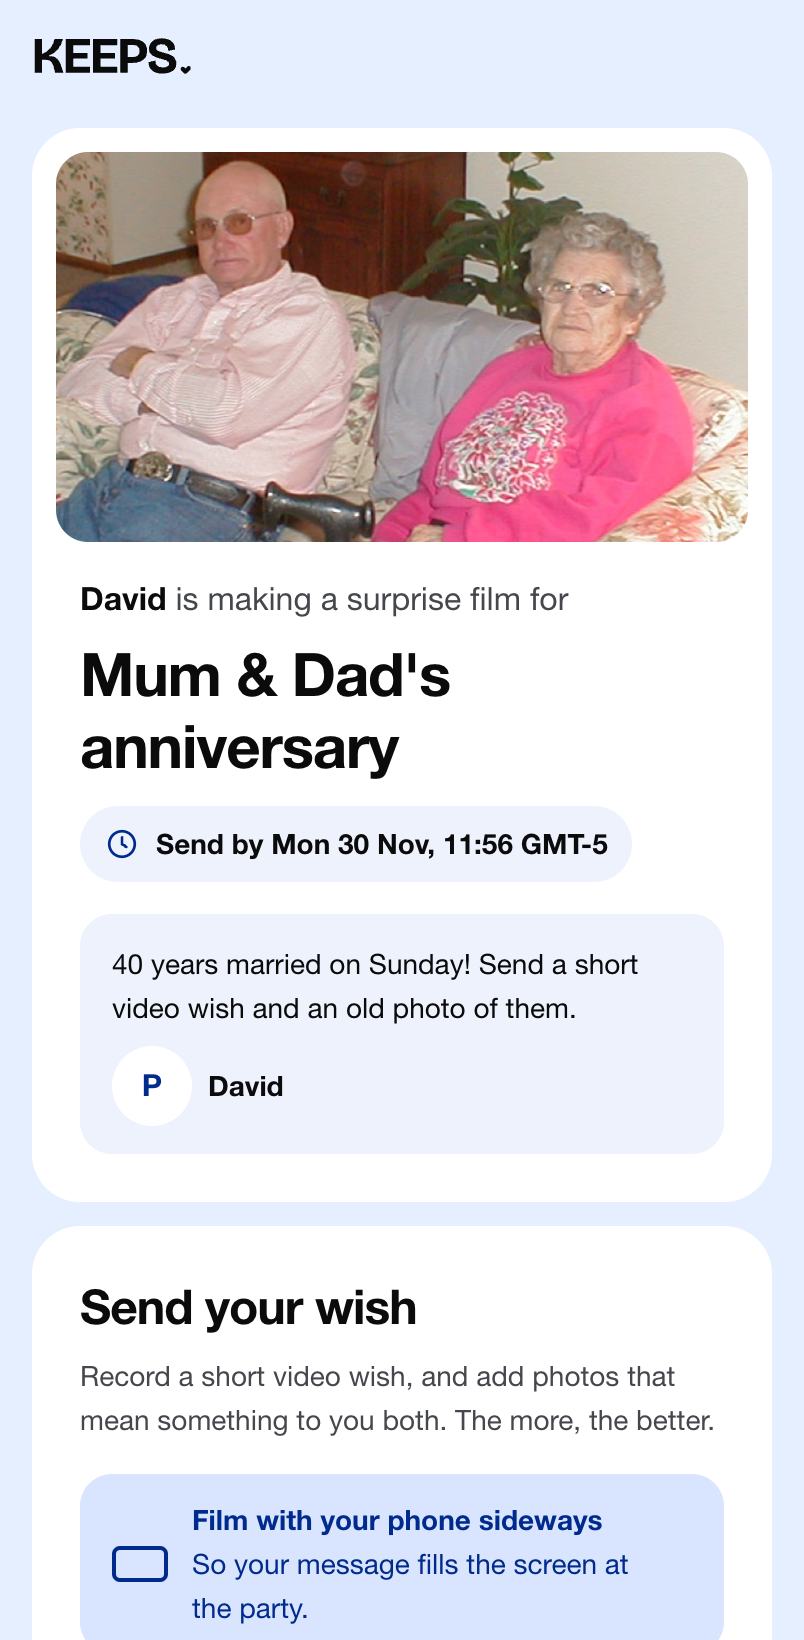 KEEPS.
David is making a surprise film for
Mum & Dad's
anniversary
Send by Mon 30 Nov, 11:56 GMT-5
40 years married on Sunday! Send a short
video wish and an old photo of them.
P
David
Send your wish
Record a short video wish, and add photos that
mean something to you both. The more, the better.
Film with your phone sideways
So your message fills the screen at
the party.